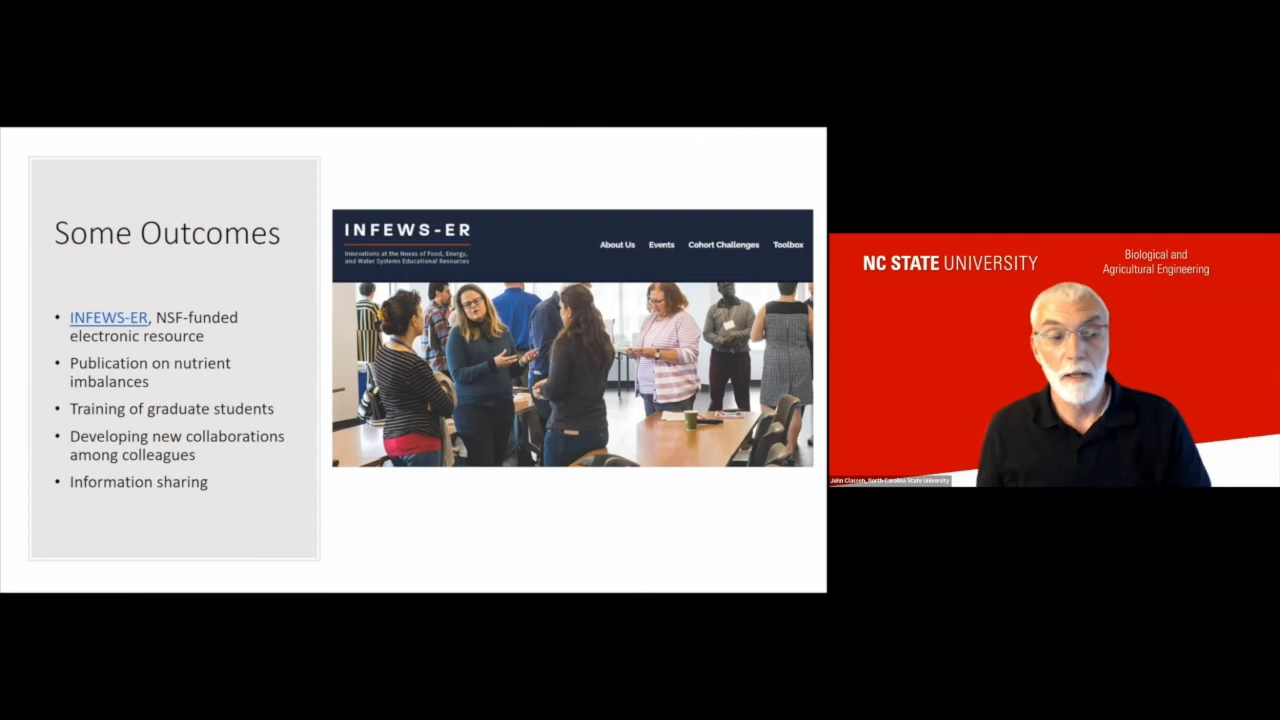 Some Outcomes
• INFEWS-ER, NSF-funded
electronic resource
• Publication on nutrient
imbalances
• Training of graduate students
• Developing new collaborations
among colleagues
• Information sharing
INFEWS-ER
Innovations at the Nexus of Food, Energy,
and Water Systems Educational Resources
About Us Events Cohort Challenges Toolbox
NC STATE UNIVERSITY
Biological and
Agricultural Engineering
John Classen, North Carolina State University